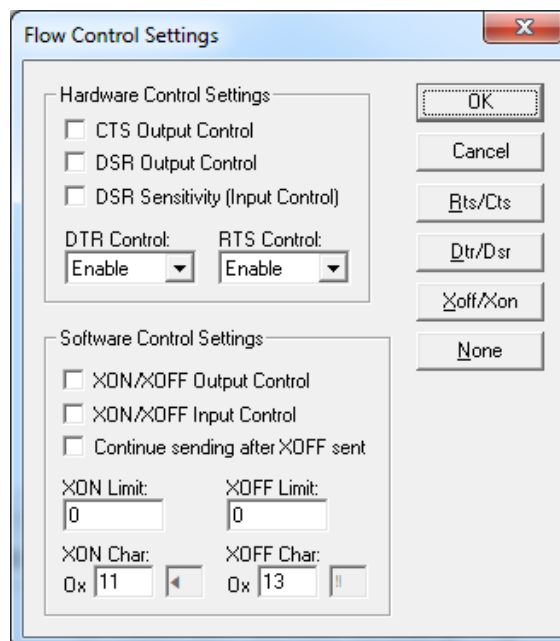 Flow Control Settings
Hardware Control Settings
CTS Output Control
DSR Output Control
DSR Sensitivity (Input Control)
DTR Control: RTS Control:
Enable Enable
Software Control Settings
XON/XOFF Output Control
XON/XOFF Input Control
Continue sending after XOFF sent
XON Limit: XOFF Limit:
0 0
XON Char: XOFF Char:
0x 11 ◄ 0x 13 ‼
OK
Cancel
Rts/Cts
Dtr/Dsr
Xoff/Xon
None